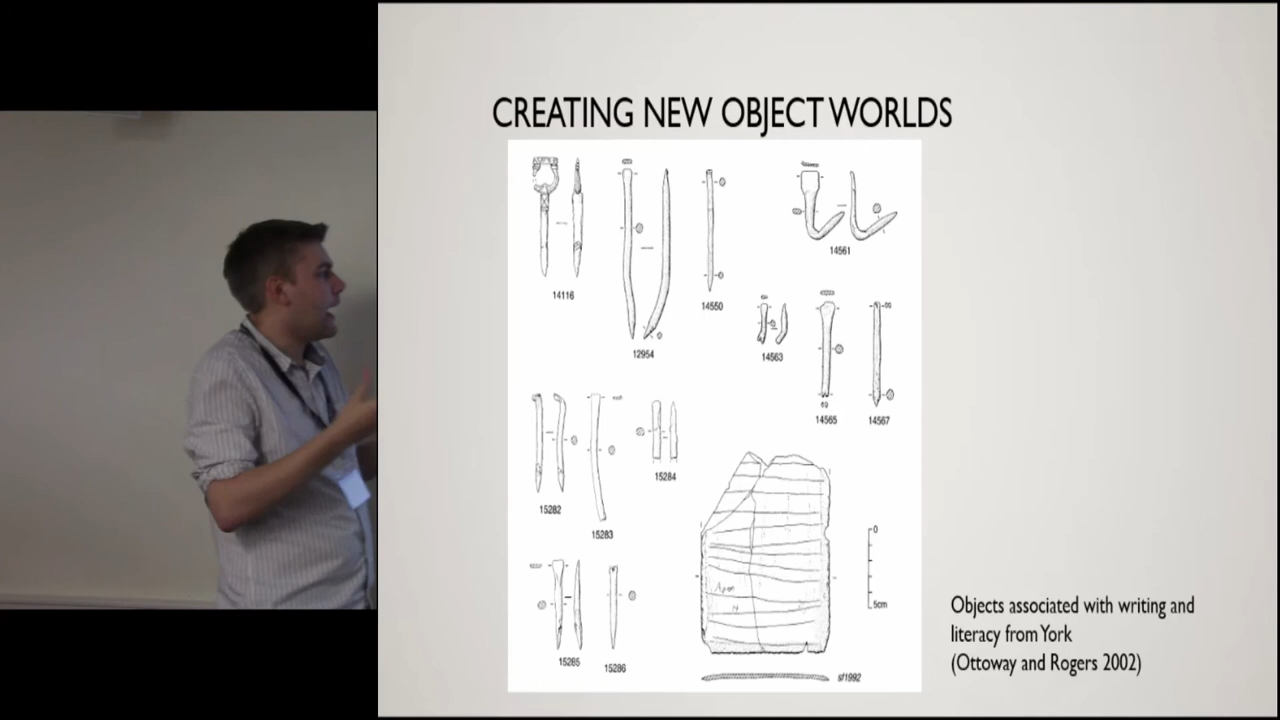 CREATING NEW OBJECT WORLDS
14116
12954
14550
14561
14563
14565
14567
15282
15283
15284
15285
15286
0
5cm
sf1992
Objects associated with writing and
literacy from York
(Ottoway and Rogers 2002)